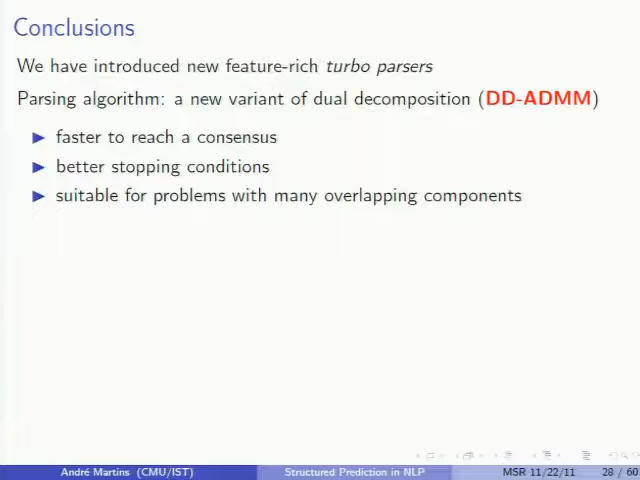 Conclusions
We have introduced new feature-rich turbo parsers
Parsing algorithm: a new variant of dual decomposition (DD-ADMM)
▶ faster to reach a consensus
▶ better stopping conditions
▶ suitable for problems with many overlapping components
André Martins (CMU/IST) Structured Prediction in NLP MSR 11/22/11 28 / 60